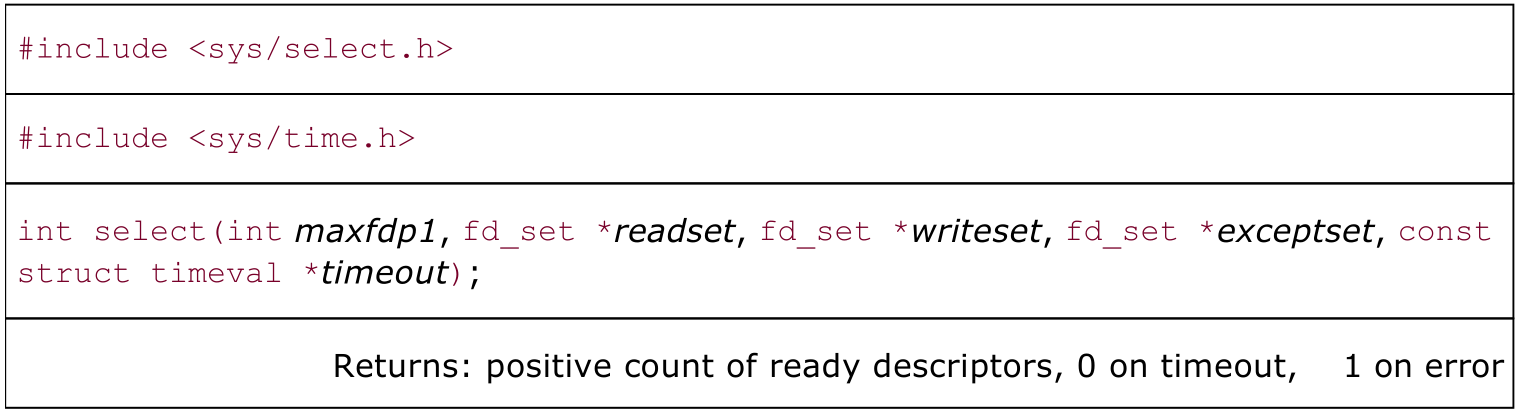 #include <sys/select.h>
#include <sys/time.h>
int select(int maxfdp1, fd_set *readset, fd_set *writeset, fd_set *exceptset, const
struct timeval *timeout);
Returns: positive count of ready descriptors, 0 on timeout, 1 on error